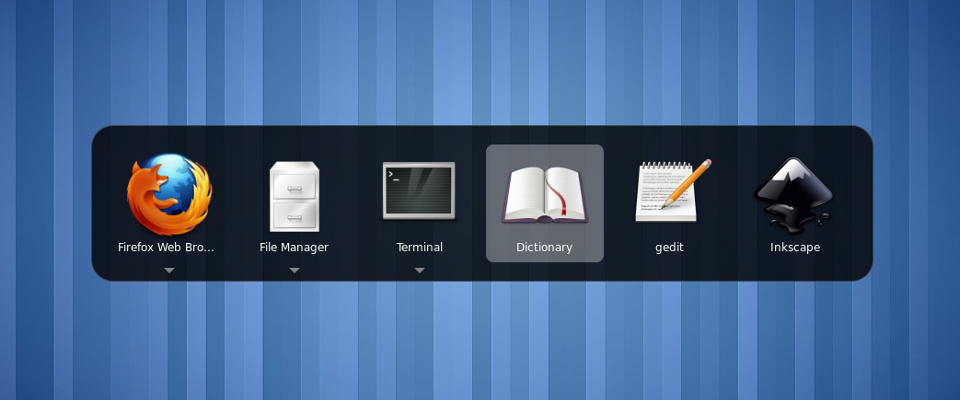 Firefox Web Bro...
File Manager
Terminal
Dictionary
gedit
Inkscape